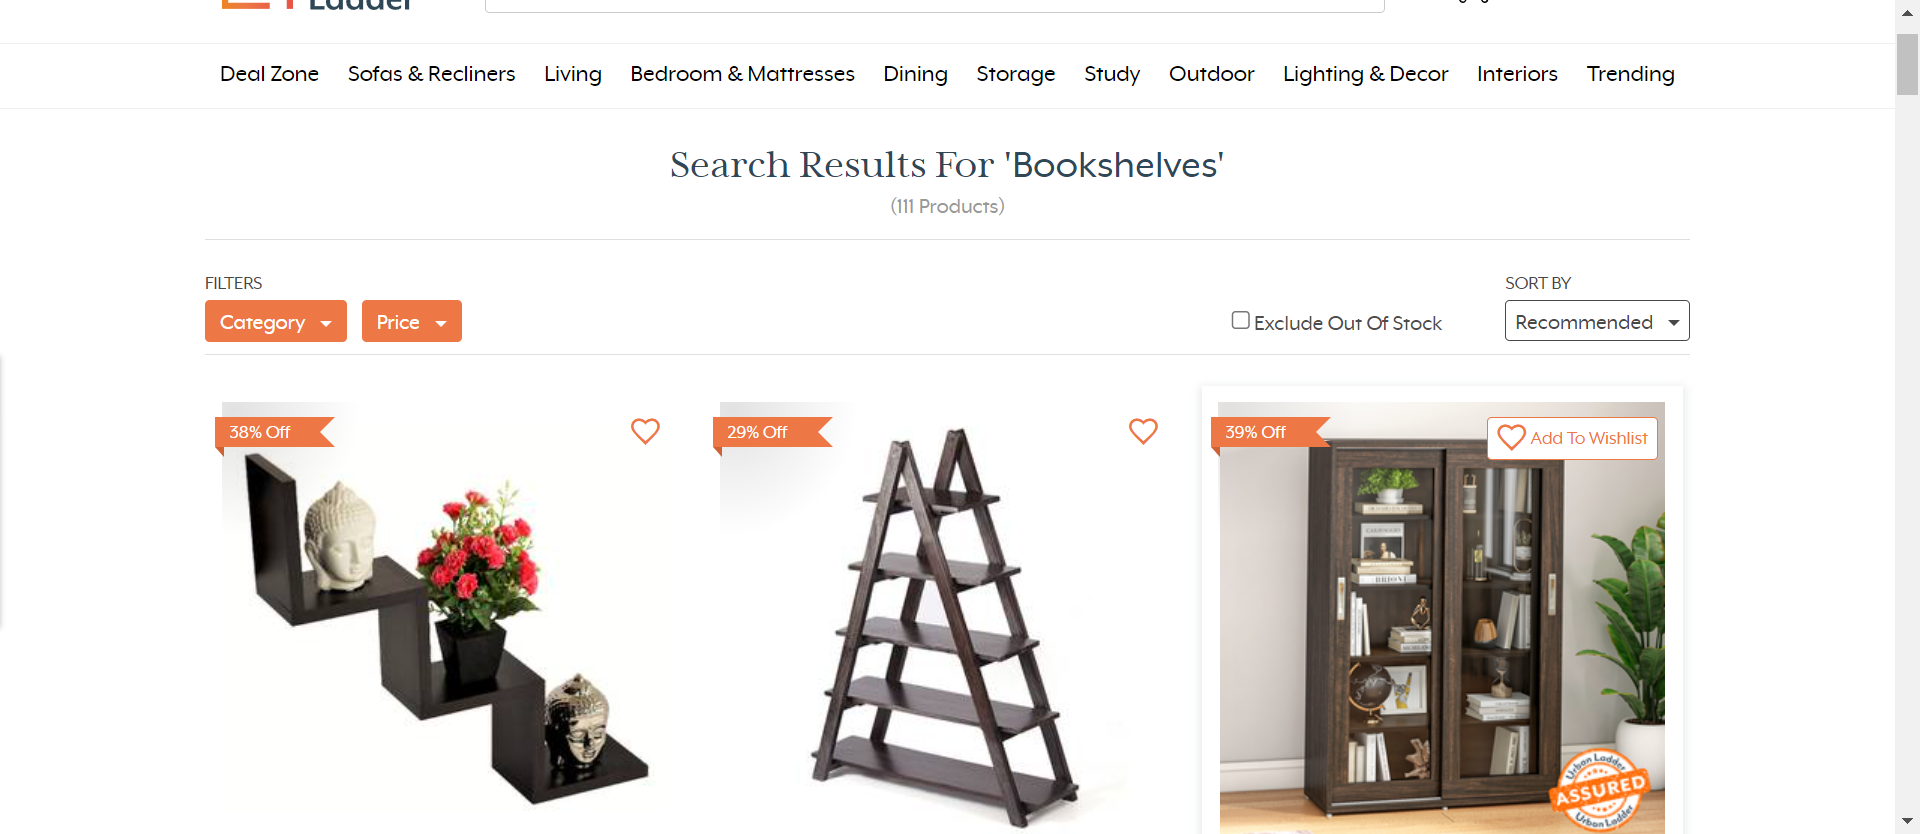 Ladder
Deal Zone Sofas & Recliners Living Bedroom & Mattresses Dining Storage Study Outdoor Lighting & Decor Interiors Trending
Search Results For 'Bookshelves'
(111 Products)
FILTERS
SORT BY
Category Price
Exclude Out Of Stock
Recommended
38% Off
29% Off
39% Off
Add To Wishlist
BRIONI
Urban Ladder
ASSURED
Urban Ladder